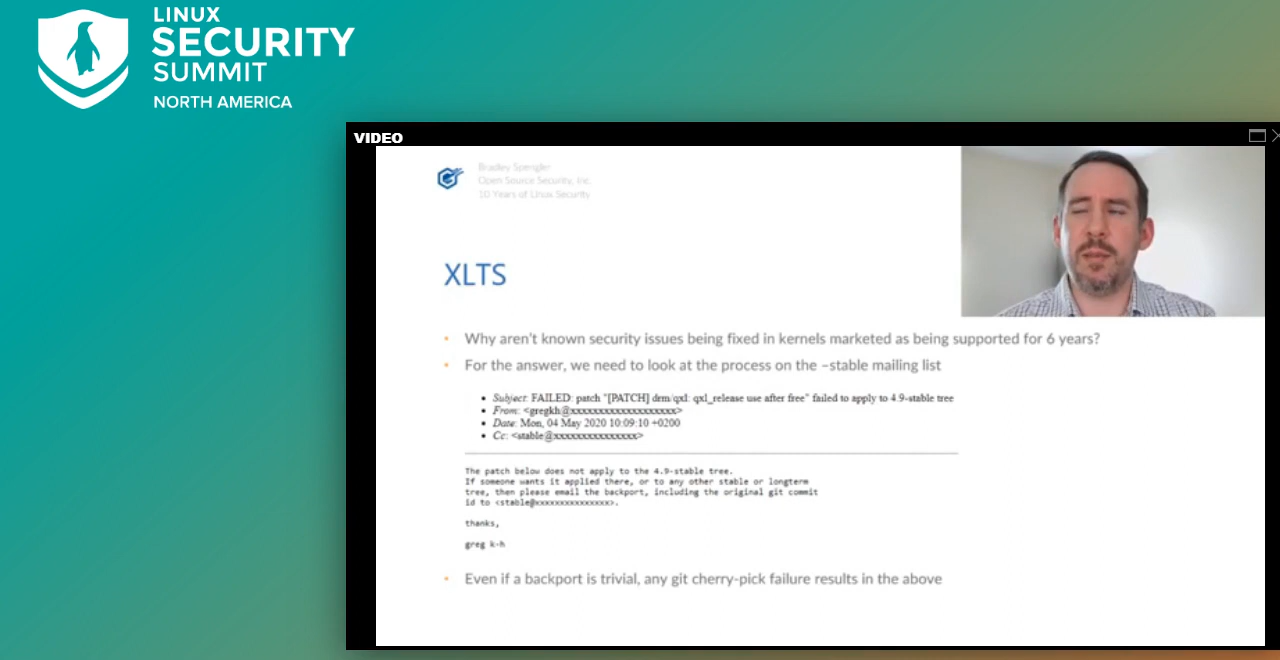 LINUX
SECURITY
SUMMIT
NORTH AMERICA
VIDEO
Bradley Spengler
Open Source Security, Inc.
10 Years of Linux Security
XLTS
• Why aren't known security issues being fixed in kernels marketed as being supported for 6 years?
• For the answer, we need to look at the process on the –stable mailing list
• Subject: FAILED: patch "[PATCH] drm/qxl: qxl_release use after free" failed to apply to 4.9-stable tree
• From: <gregkh@xxxxxxxxxxxxxxxxxxx>
• Date: Mon, 04 May 2020 10:09:10 +0200
• Cc: <stable@xxxxxxxxxxxxxxx>
The patch below does not apply to the 4.9-stable tree.
If someone wants it applied there, or to any other stable or longterm
tree, then please email the backport, including the original git commit
id to <stable@xxxxxxxxxxxxxxx>.
thanks,
greg k-h
• Even if a backport is trivial, any git cherry-pick failure results in the above